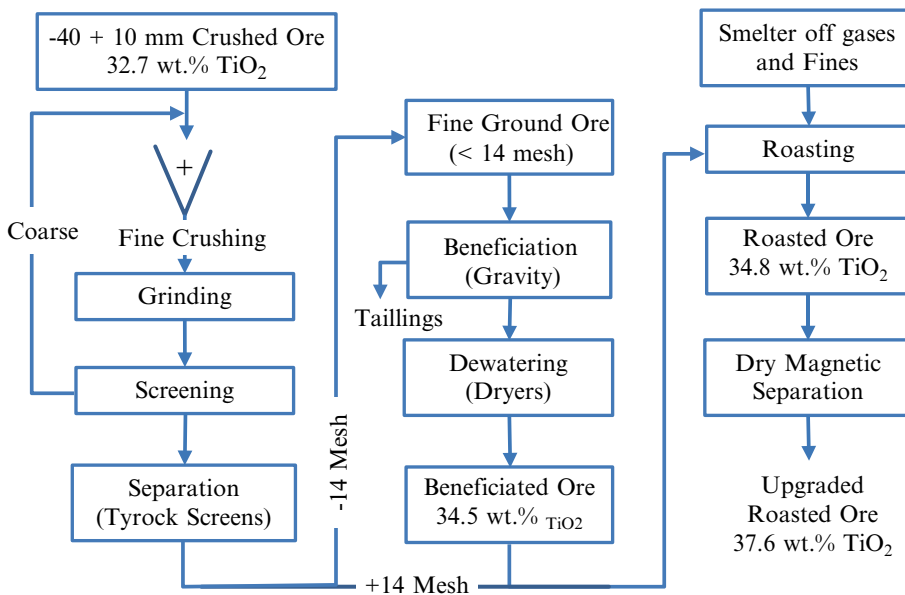 -40 + 10 mm Crushed Ore
32.7 wt.% TiO₂
+
Coarse
Fine Crushing
Grinding
Screening
Separation
(Tyrock Screens)
-14 Mesh
+14 Mesh
Fine Ground Ore
(< 14 mesh)
Beneficiation
(Gravity)
Taillings
Dewatering
(Dryers)
Beneficiated Ore
34.5 wt.% TiO2
Smelter off gases
and Fines
Roasting
Roasted Ore
34.8 wt.% TiO₂
Dry Magnetic
Separation
Upgraded
Roasted Ore
37.6 wt.% TiO₂